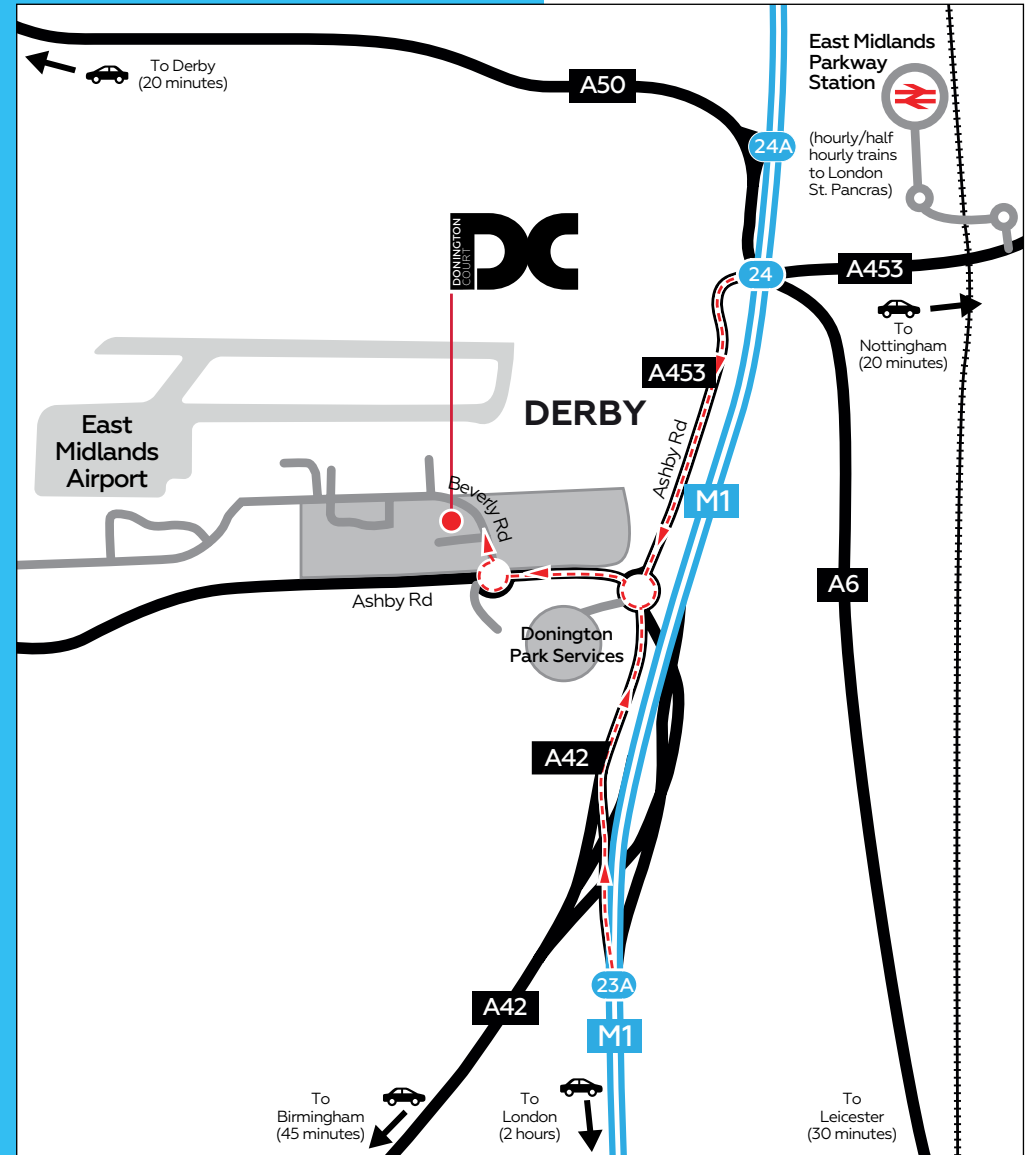 To Derby
(20 minutes)
A50
East Midlands
Parkway
Station
24A
(hourly/half
hourly trains
to London
St. Pancras)
DONINGTON
COURT
DC
24
A453
To
Nottingham
(20 minutes)
A453
DERBY
East
Midlands
Airport
Ashby Rd
Beverly Rd
M1
A6
Ashby Rd
Donington
Park Services
A42
23A
A42
M1
To
Birmingham
(45 minutes)
To
London
(2 hours)
To
Leicester
(30 minutes)